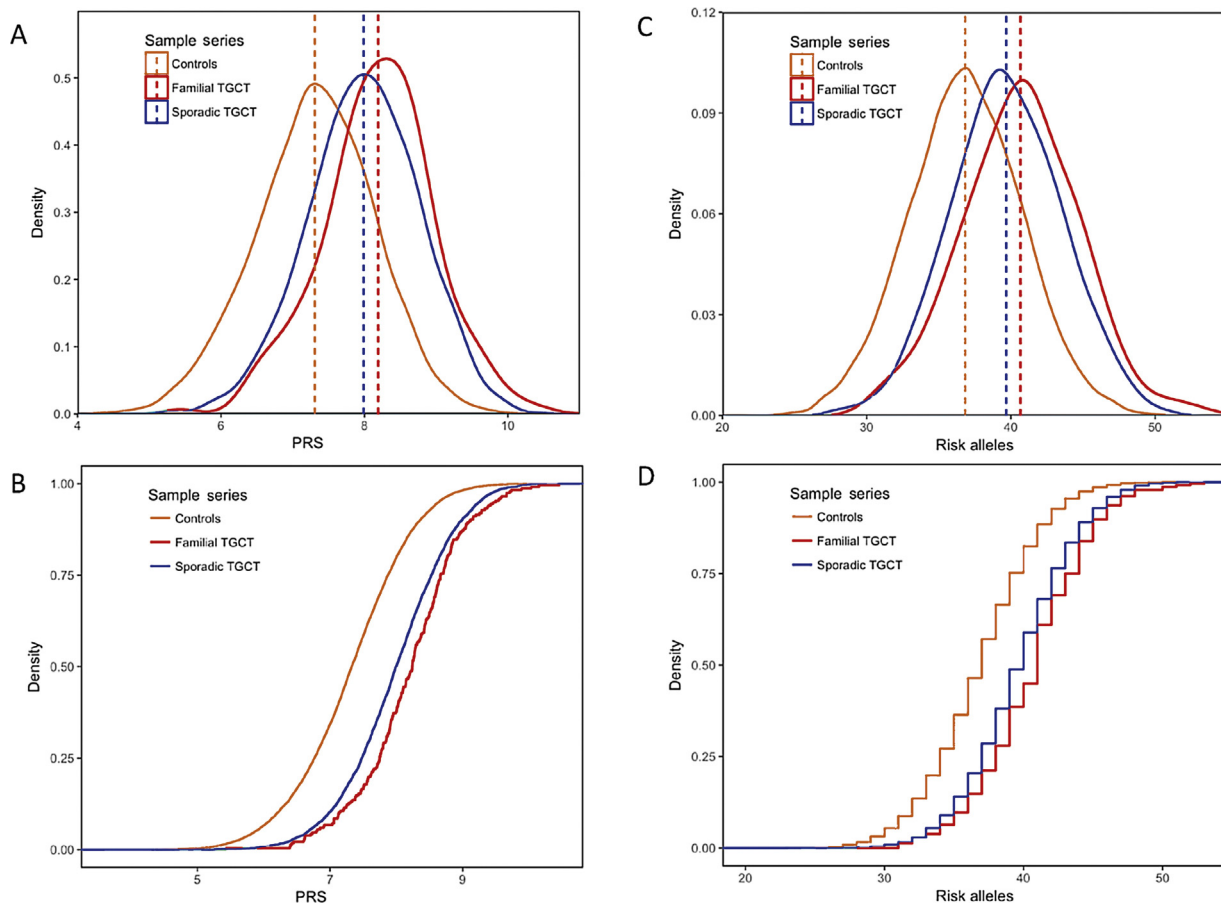 A
Sample series
Controls
Familial TGCT
Sporadic TGCT
Density
0.5
0.4
0.3
0.2
0.1
0.0
4
6
8
10
PRS
C
Sample series
Controls
Familial TGCT
Sporadic TGCT
Density
0.12
0.09
0.06
0.03
0.00
20
30
40
50
Risk alleles
B
Sample series
Controls
Familial TGCT
Sporadic TGCT
Density
1.00
0.75
0.50
0.25
0.00
5
7
9
PRS
D
Sample series
Controls
Familial TGCT
Sporadic TGCT
Density
1.00
0.75
0.50
0.25
0.00
20
30
40
50
Risk alleles